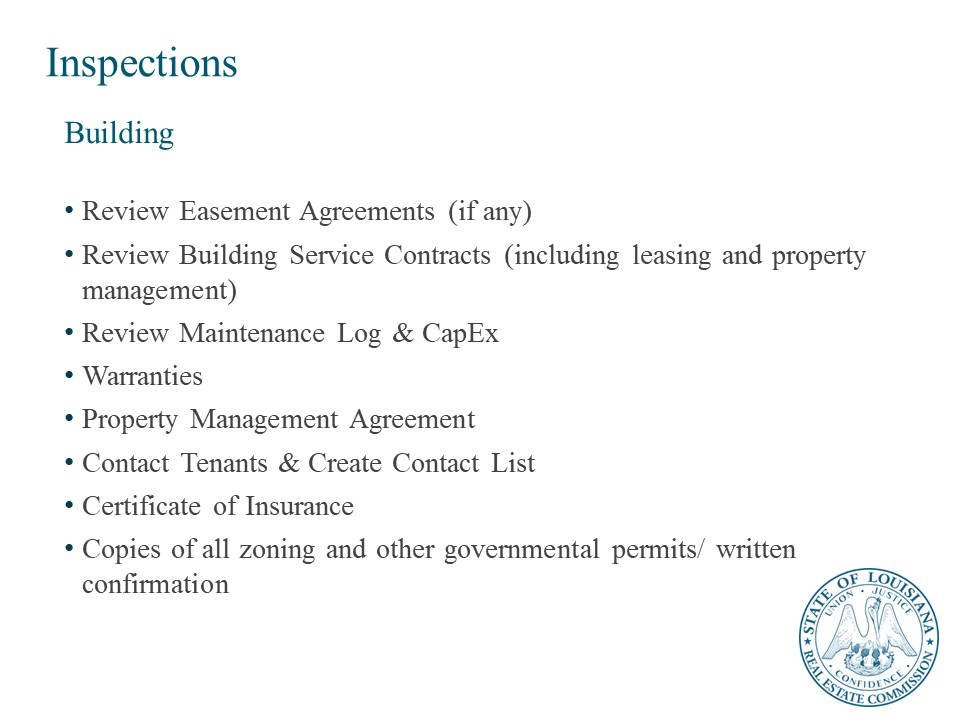 Inspections
Building
• Review Easement Agreements (if any)
• Review Building Service Contracts (including leasing and property
management)
• Review Maintenance Log & CapEx
• Warranties
• Property Management Agreement
• Contact Tenants & Create Contact List
• Certificate of Insurance
• Copies of all zoning and other governmental permits/ written
confirmation
STATE OF LOUISIANA
UNION · JUSTICE
· CONFIDENCE ·
REAL ESTATE COMMISSION